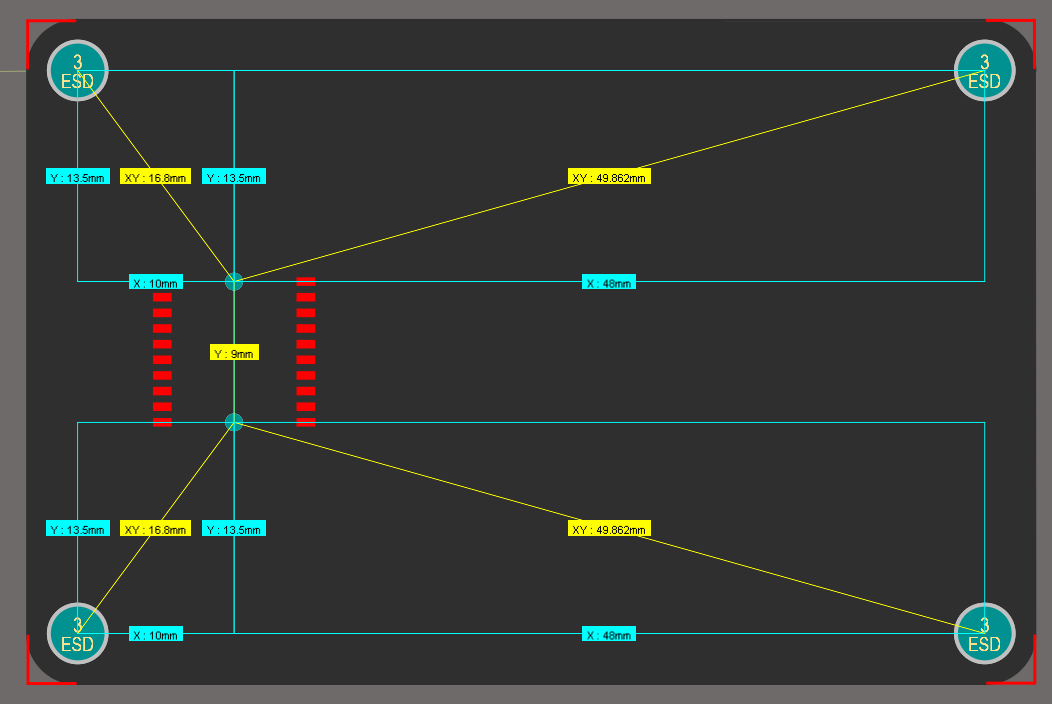 3
ESD
3
ESD
Y : 13.5mm
XY : 16.8mm
Y : 13.5mm
XY : 49.862mm
X : 10mm
X : 48mm
Y : 9mm
Y : 13.5mm
XY : 16.8mm
Y : 13.5mm
XY : 49.862mm
3
ESD
X : 10mm
X : 48mm
3
ESD